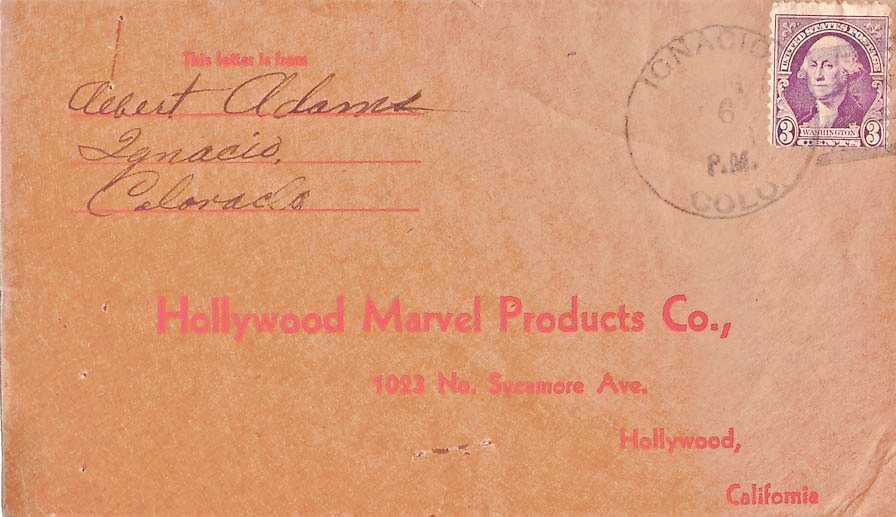 This letter is from
Albert Adams
Ignacio,
Colorado
IGNACIO
6
P.M.
COLO.
UNITED STATES POSTAGE
3 WASHINGTON 3
CENTS
Hollywood Marvel Products Co.,
1023 No. Sycamore Ave.
Hollywood,
California